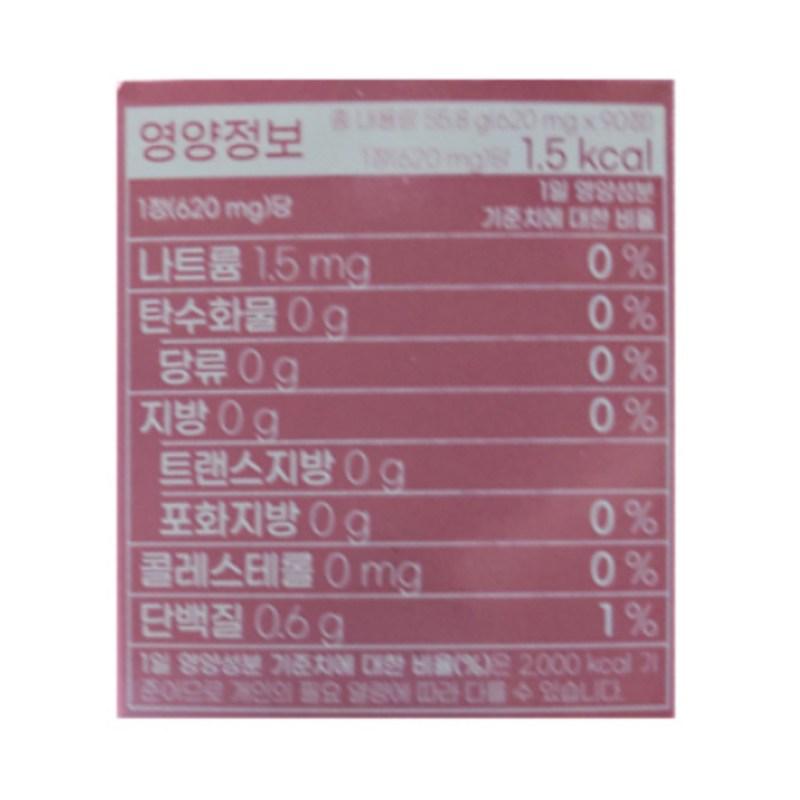 영양정보
총 내용량 55.8 g(620 mg x 90정)
1정(620 mg)당 1.5 kcal
1정(620 mg)당
1일 영양성분
기준치에 대한 비율
나트륨 1.5 mg 0 %
탄수화물 0 g 0 %
당류 0 g 0 %
지방 0 g 0 %
트랜스지방 0 g
포화지방 0 g 0 %
콜레스테롤 0 mg 0 %
단백질 0.6 g 1 %
1일 영양성분 기준치에 대한 비율(%)은 2,000 kcal 기
준이므로 개인의 필요 열량에 따라 다를 수 있습니다.